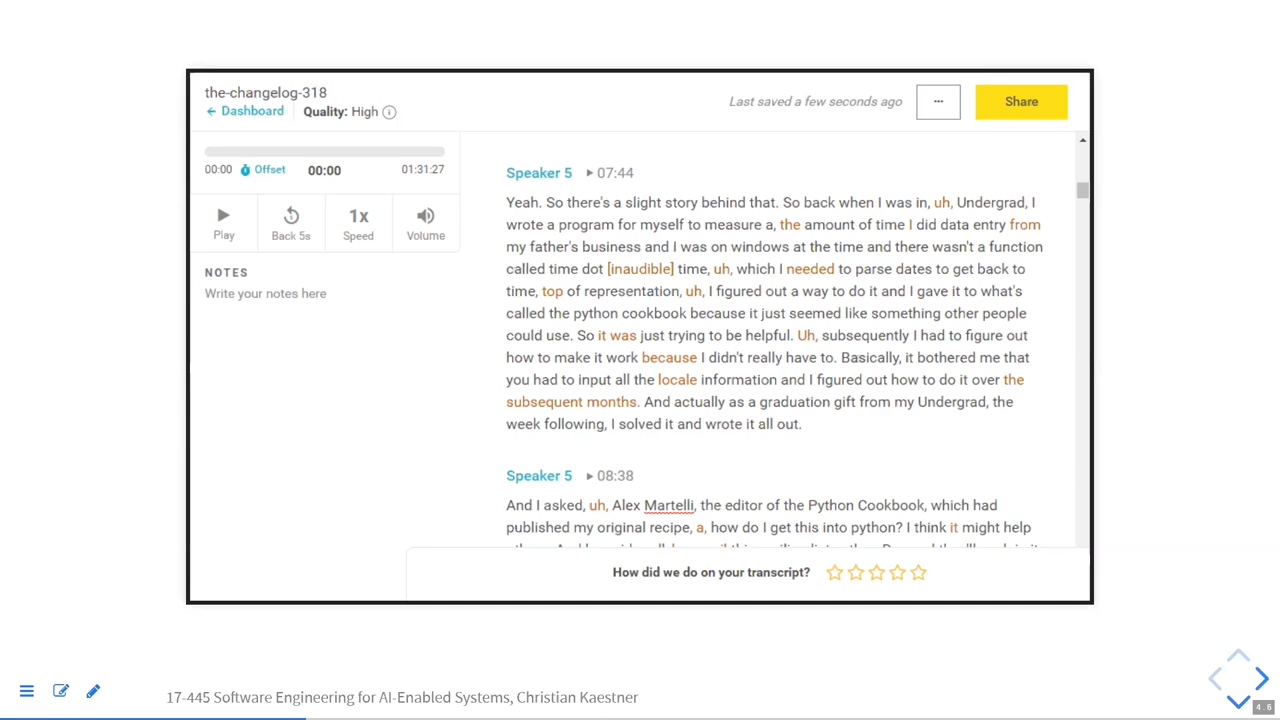 the-changelog-318
← Dashboard Quality: High
Last saved a few seconds ago
...
Share
00:00 Offset 00:00 01:31:27
Play
Back 5s
1x
Speed
Volume
NOTES
Write your notes here
Speaker 5 07:44
Yeah. So there's a slight story behind that. So back when I was in, uh, Undergrad, I
wrote a program for myself to measure a, the amount of time I did data entry from
my father's business and I was on windows at the time and there wasn't a function
called time dot [inaudible] time, uh, which I needed to parse dates to get back to
time, top of representation, uh, I figured out a way to do it and I gave it to what's
called the python cookbook because it just seemed like something other people
could use. So it was just trying to be helpful. Uh, subsequently I had to figure out
how to make it work because I didn't really have to. Basically, it bothered me that
you had to input all the locale information and I figured out how to do it over the
subsequent months. And actually as a graduation gift from my Undergrad, the
week following, I solved it and wrote it all out.
Speaker 5 08:38
And I asked, uh, Alex Martelli, the editor of the Python Cookbook, which had
published my original recipe, a, how do I get this into python? I think it might help
How did we do on your transcript?
17-445 Software Engineering for AI-Enabled Systems, Christian Kaestner
4.6